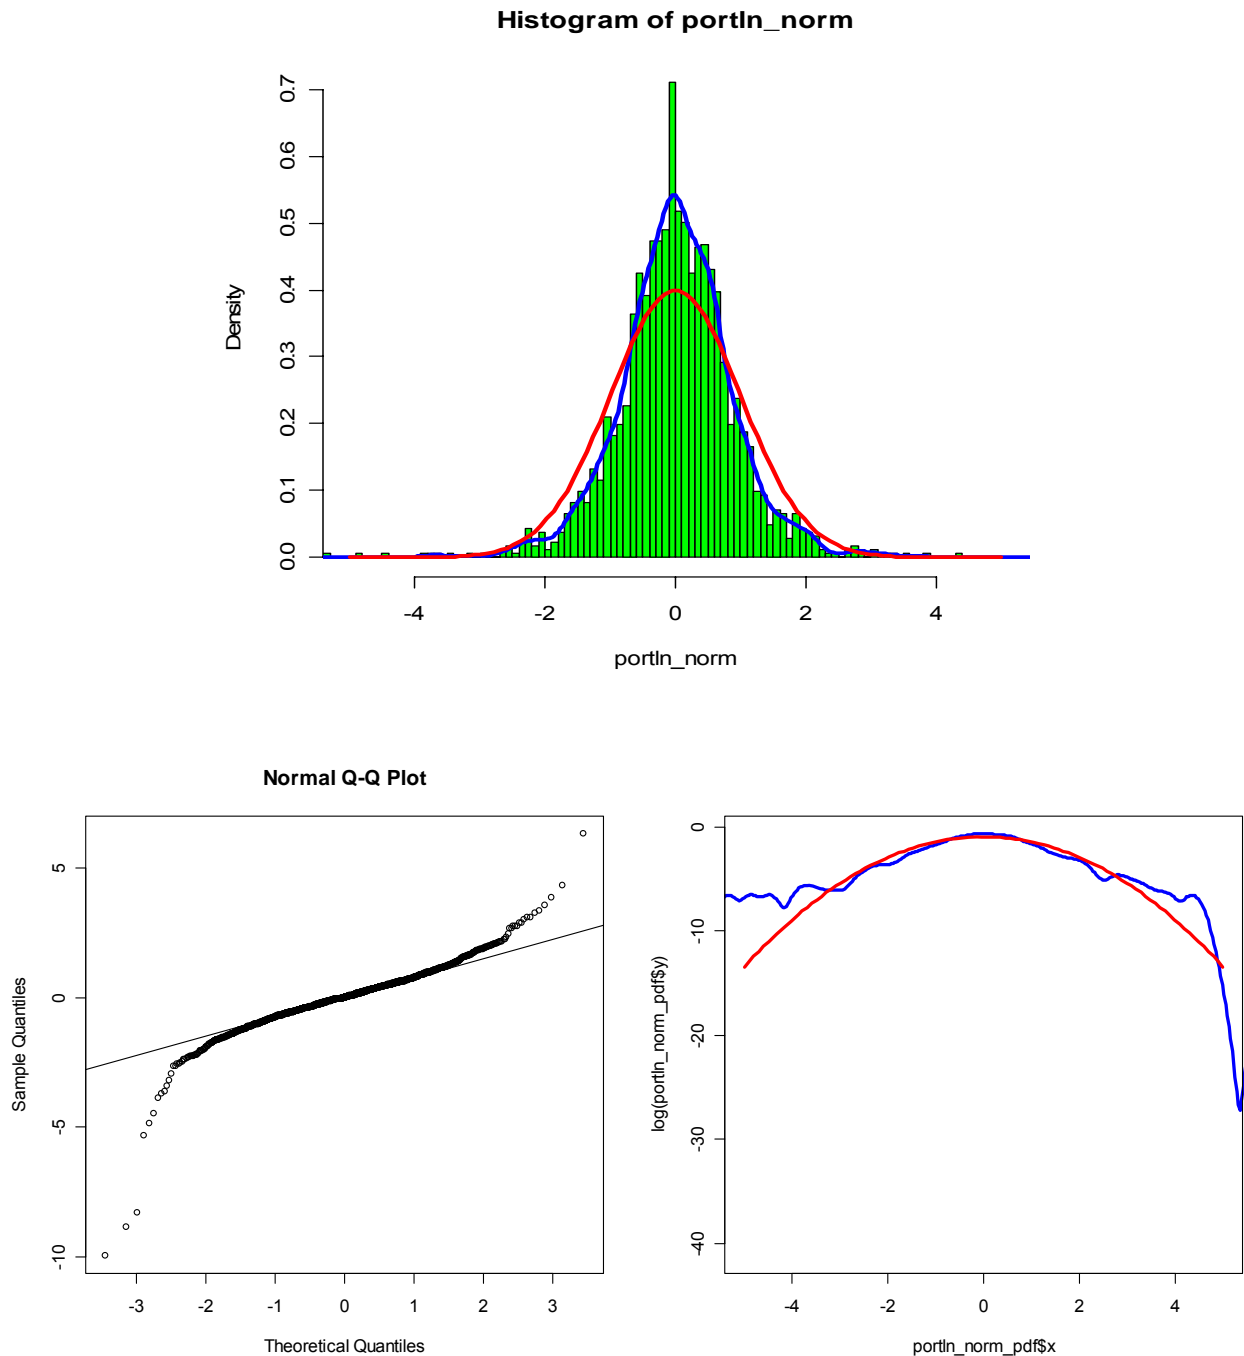 Histogram of portln_norm
0.7
0.6
0.5
0.4
0.3
0.2
0.1
0.0
Density
-4 -2 0 2 4
portln_norm
Normal Q-Q Plot
5
0
-5
-10
Sample Quantiles
-3 -2 -1 0 1 2 3
Theoretical Quantiles
0
-10
-20
-30
-40
log(portln_norm_pdf$y)
-4 -2 0 2 4
portln_norm_pdf$x